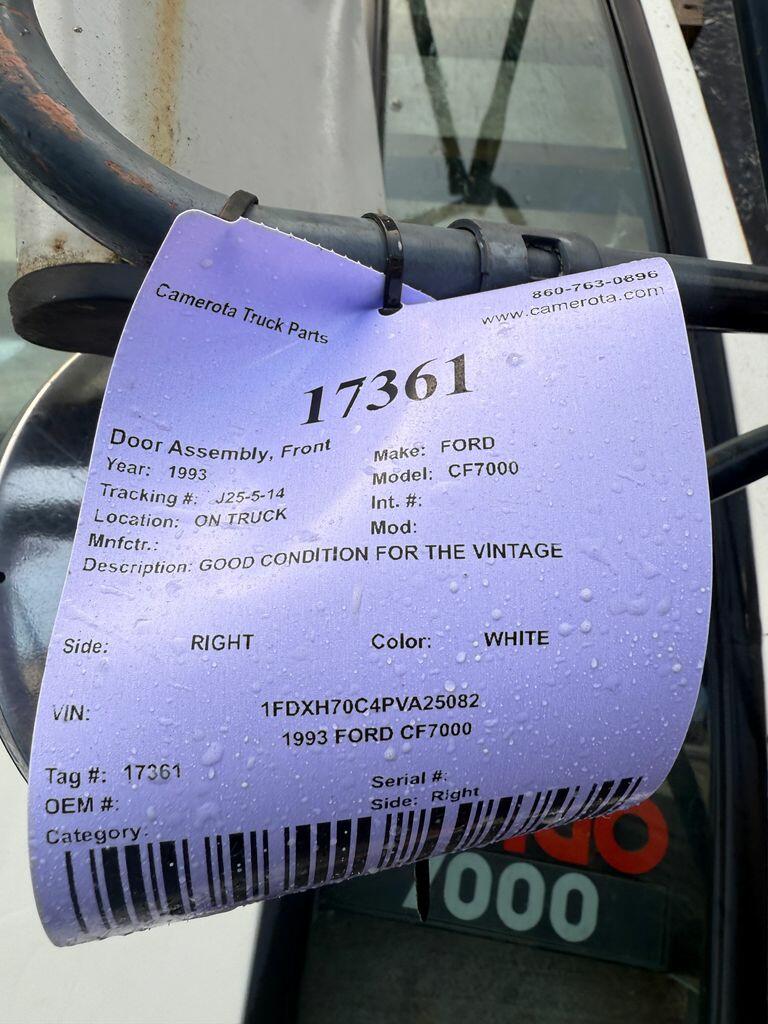 Camerota Truck Parts
860-763-0896
www.camerota.com
17361
Door Assembly, Front
Make: FORD
Year: 1993
Model: CF7000
Tracking #: J25-5-14
Int. #:
Location: ON TRUCK
Mod:
Mnfctr.:
Description: GOOD CONDITION FOR THE VINTAGE
Side: RIGHT Color: WHITE
VIN: 1FDXH70C4PVA25082
1993 FORD CF7000
Tag #: 17361
Serial #:
OEM #:
Side: Right
Category:
GO
7000